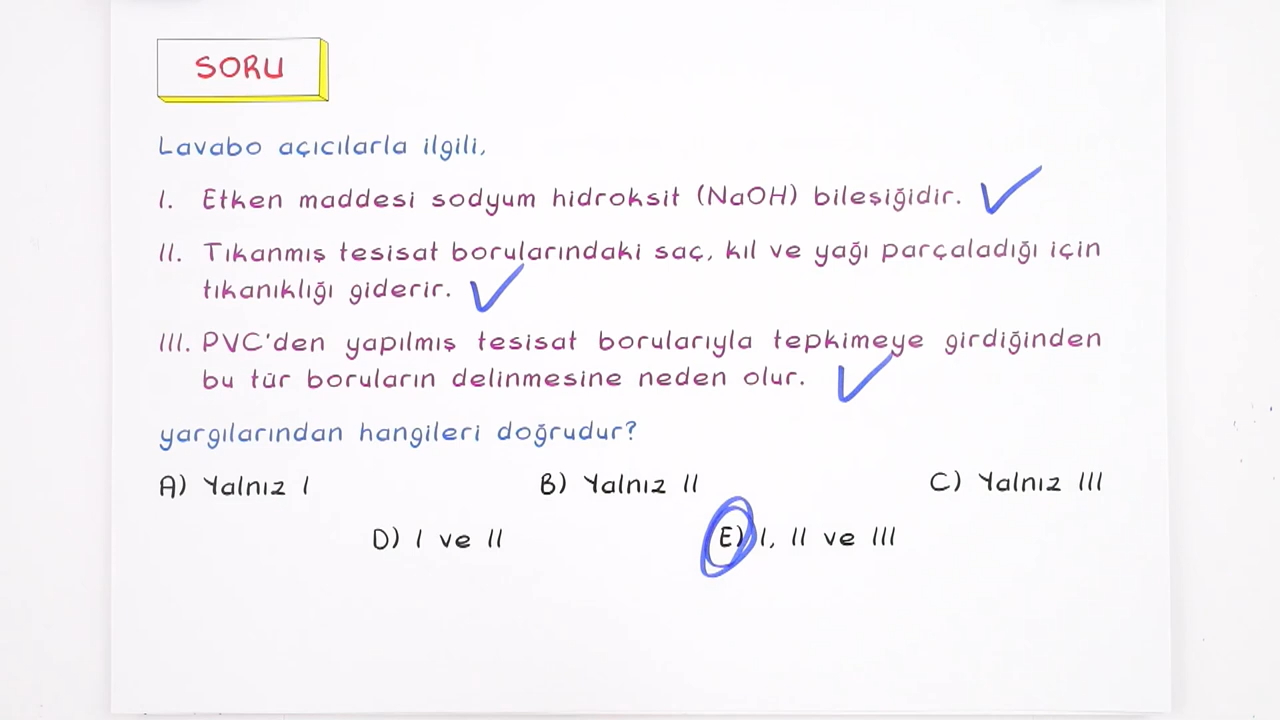 SORU
Lavabo açıcılarla ilgili,
I. Etken maddesi sodyum hidroksit (NaOH) bileşiğidir.
II. Tıkanmış tesisat borularındaki saç, kıl ve yağı parçaladığı için
tıkanıklığı giderir.
III. PVC'den yapılmış tesisat borularıyla tepkimeye girdiğinden
bu tür boruların delinmesine neden olur.
yargılarından hangileri doğrudur?
A) Yalnız I B) Yalnız II C) Yalnız III
D) I ve II E) I, II ve III